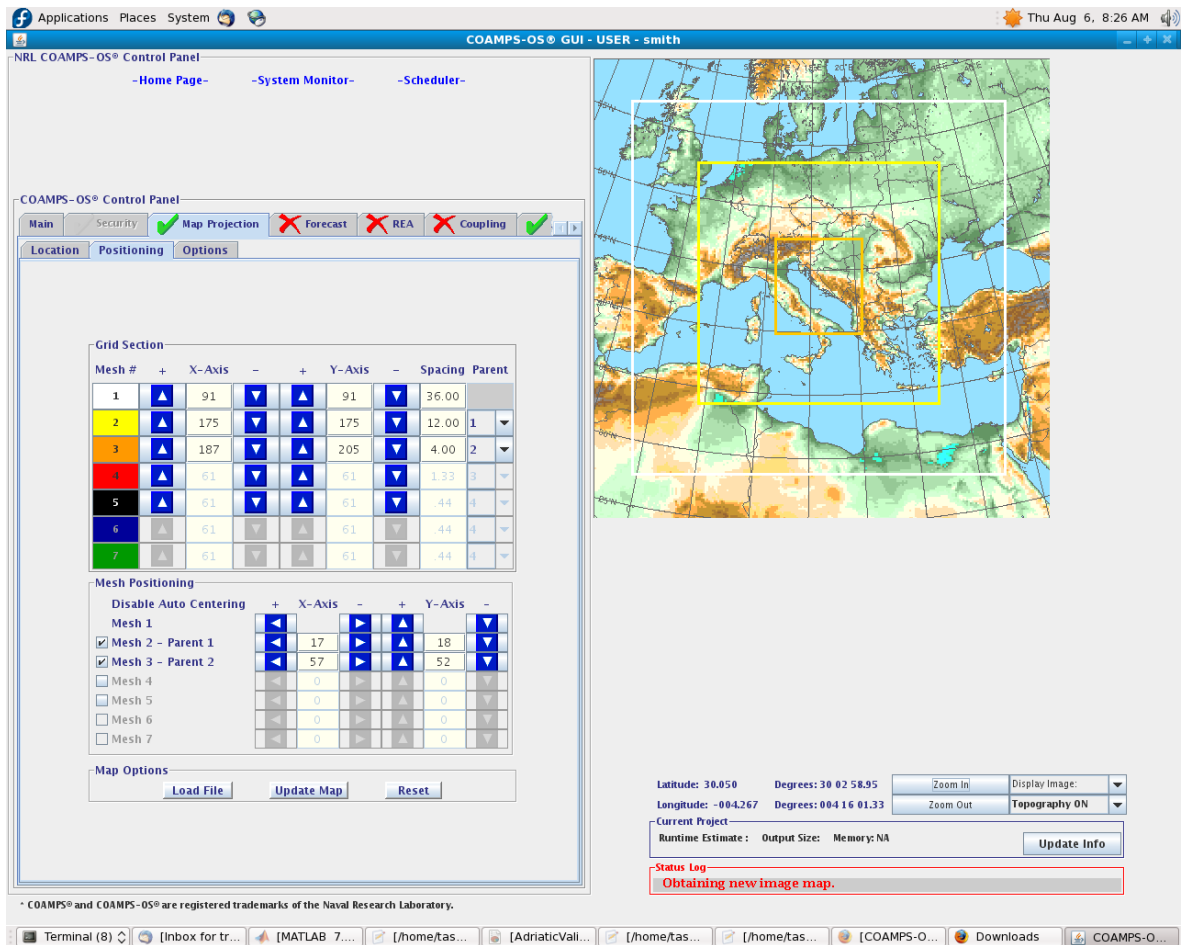 Applications Places System Thu Aug 6, 8:26 AM
COAMPS-OS® GUI - USER - smith
NRL COAMPS-OS® Control Panel
-Home Page- -System Monitor- -Scheduler-
COAMPS-OS® Control Panel
Main Security Map Projection Forecast REA Coupling
Location Positioning Options
Grid Section
Mesh # + X-Axis - + Y-Axis - Spacing Parent
1 91 91 36.00
2 175 175 12.00 1
3 187 205 4.00 2
4 61 61 1.33 3
5 61 61 .44 4
6 61 61 .44 4
7 61 61 .44 4
Mesh Positioning
Disable Auto Centering + X-Axis - + Y-Axis -
Mesh 1
Mesh 2 - Parent 1 17 18
Mesh 3 - Parent 2 57 52
Mesh 4 0 0
Mesh 5 0 0
Mesh 6 0 0
Mesh 7 0 0
Map Options
Load File Update Map Reset
Latitude: 30.050 Degrees: 30 02 58.95 Zoom In Display Image:
Longitude: -004.267 Degrees: 004 16 01.33 Zoom Out Topography ON
Current Project
Runtime Estimate : Output Size: Memory: NA Update Info
Status Log
Obtaining new image map.
* COAMPS® and COAMPS-OS® are registered trademarks of the Naval Research Laboratory.
Terminal (8) [Inbox for tr... [MATLAB 7.... [/home/tas... [AdriaticVali... [/home/tas... [/home/tas... [COAMPS-O... Downloads COAMPS-O...